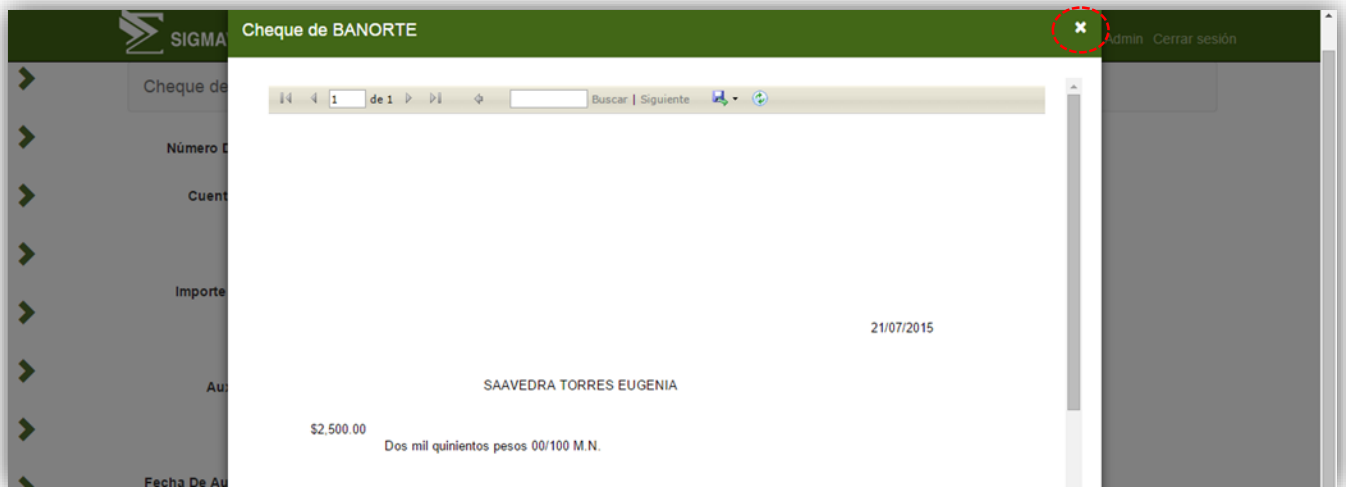 SIGMA
Cheque de BANORTE
Admin Cerrar sesión
Cheque de
1 de 1 Buscar | Siguiente
Número D
Cuent
Importe
21/07/2015
Au
SAAVEDRA TORRES EUGENIA
$2,500.00
Dos mil quinientos pesos 00/100 M.N.
Fecha De Au